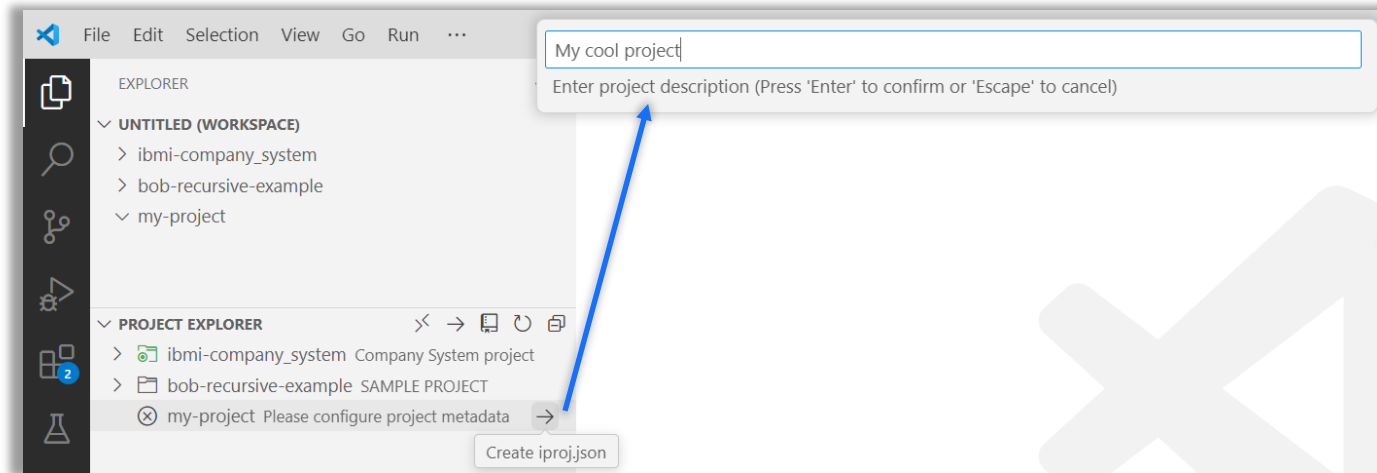 File Edit Selection View Go Run ...
My cool project
Enter project description (Press 'Enter' to confirm or 'Escape' to cancel)
EXPLORER
UNTITLED (WORKSPACE)
ibmi-company_system
bob-recursive-example
my-project
PROJECT EXPLORER
ibmi-company_system Company System project
bob-recursive-example SAMPLE PROJECT
2
my-project Please configure project metadata
Create iproj.json